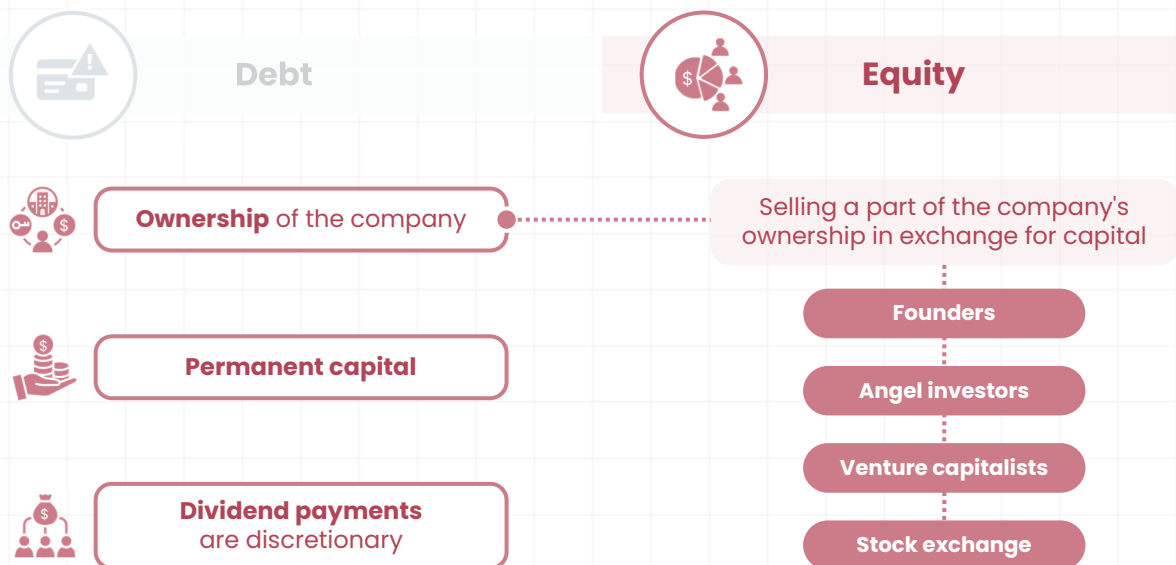 Debt
Equity
Ownership of the company
Selling a part of the company's
ownership in exchange for capital
Founders
Permanent capital
Angel investors
Venture capitalists
Dividend payments
are discretionary
Stock exchange